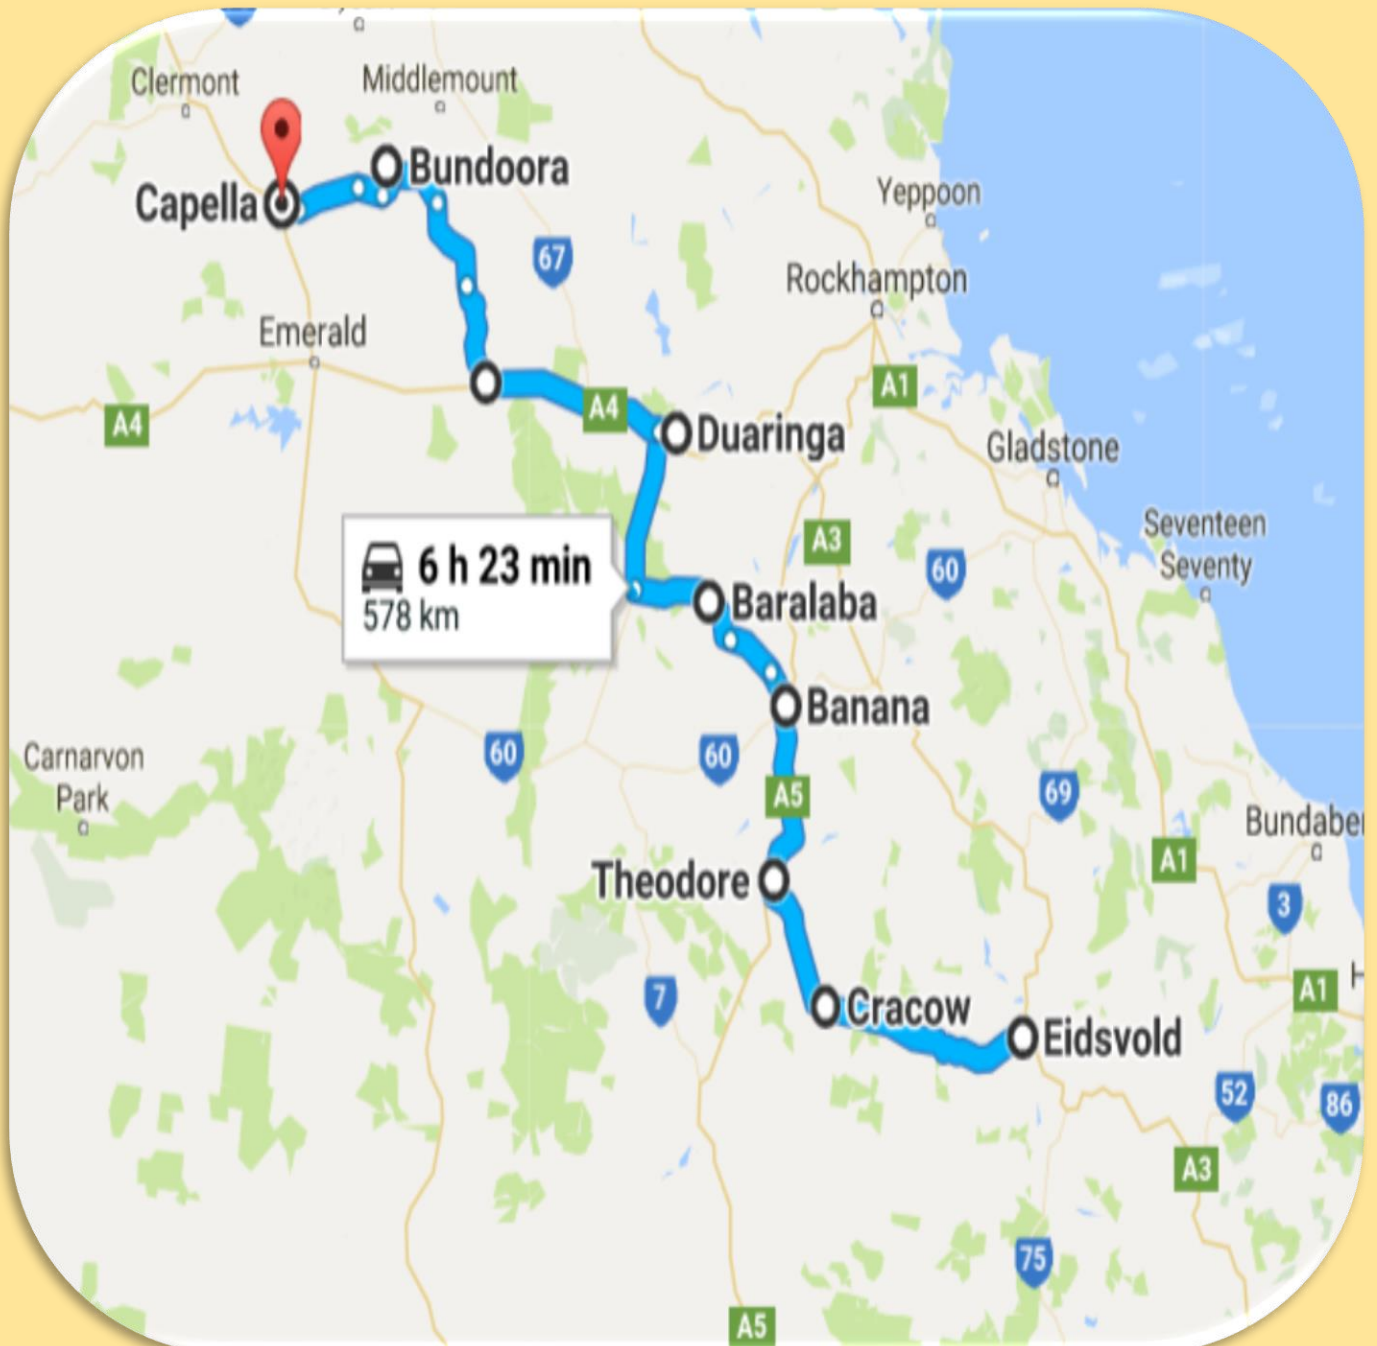 Clermont
Middlemount
Bundoora
Capella
Yeppoon
67
Rockhampton
Emerald
A4
A4
A1
Duaringa
Gladstone
Seventeen
Seventy
A3
60
6 h 23 min
578 km
Baralaba
Banana
Carnarvon
Park
60
60
A5
69
Bundaber
A1
Theodore
3
7
Cracow
A1
H
Eidsvold
52
86
A3
75
A5